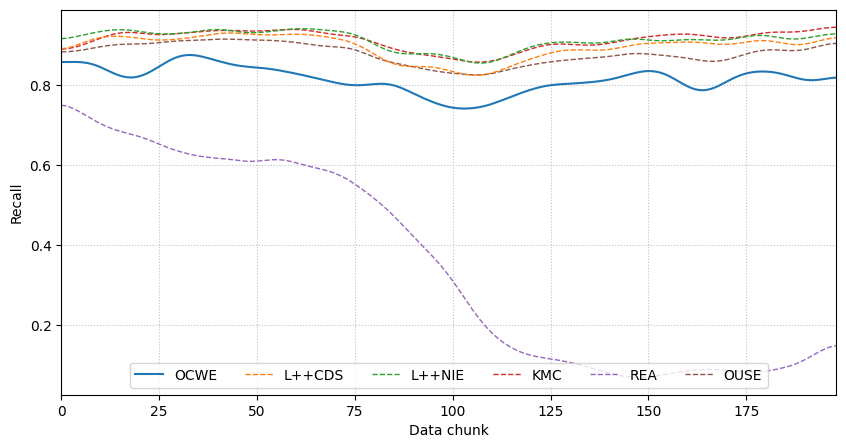 Recall
0.8
0.6
0.4
0.2
OCWE L++CDS L++NIE KMC REA OUSE
0 25 50 75 100 125 150 175
Data chunk